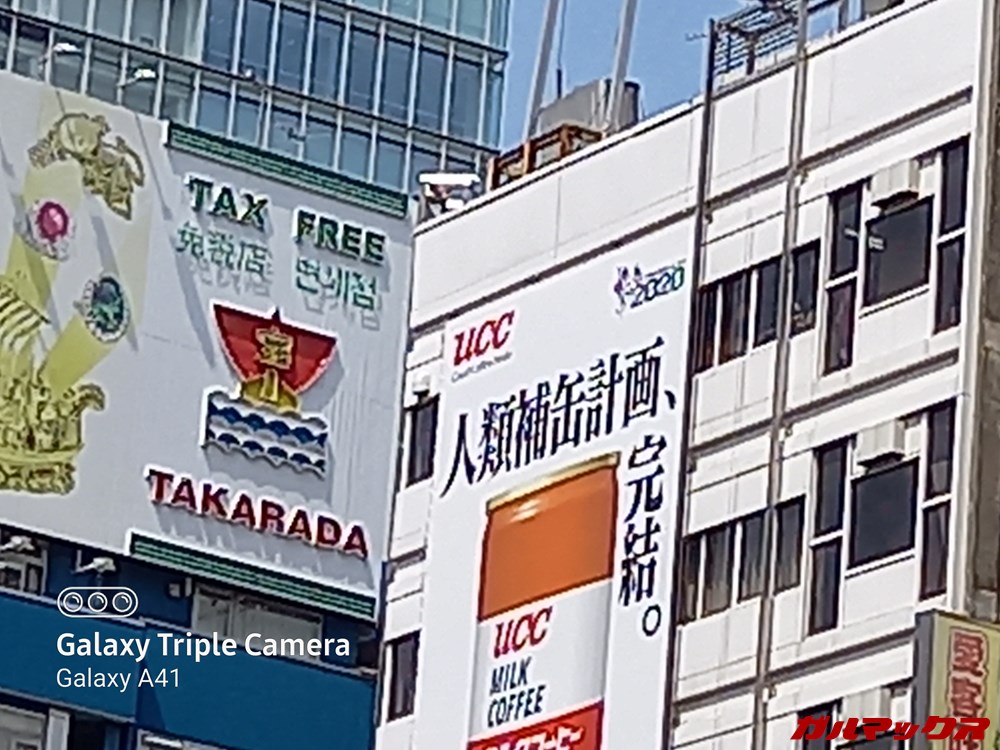 TAX FREE
免税店 면세점
宝
TAKARADA
ucc
2020
人類補缶計画、
完結。
ucc
MILK
COFFEE
Galaxy Triple Camera
Galaxy A41
ガルマックス